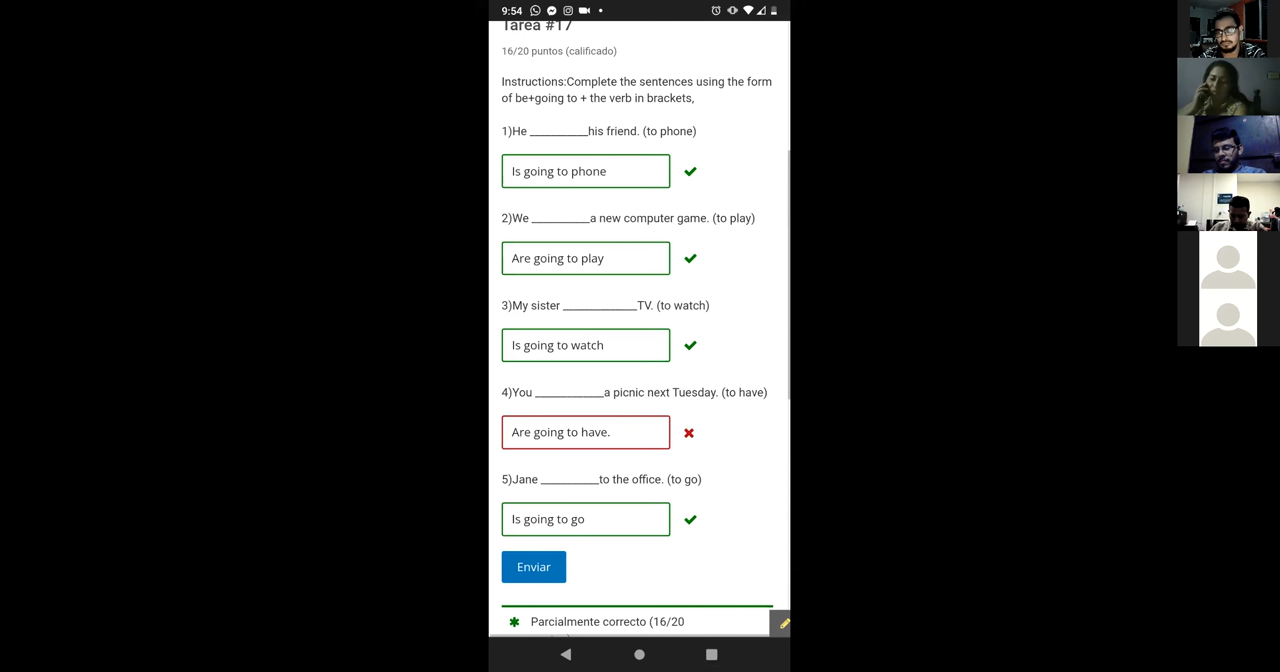 9:54
Tarea #17
16/20 puntos (calificado)
Instructions:Complete the sentences using the form
of be+going to + the verb in brackets,
1)He __________his friend. (to phone)
Is going to phone
2)We __________a new computer game. (to play)
Are going to play
3)My sister _____________TV. (to watch)
Is going to watch
4)You ____________a picnic next Tuesday. (to have)
Are going to have.
5)Jane __________to the office. (to go)
Is going to go
Enviar
Parcialmente correcto (16/20